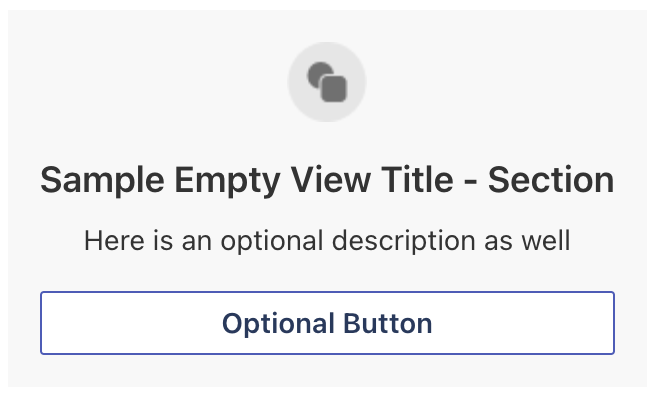 Sample Empty View Title - Section
Here is an optional description as well
Optional Button